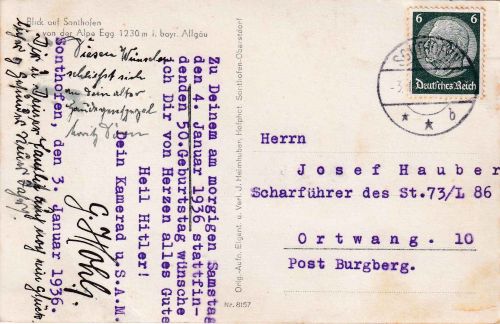 Blick auf Sonthofen
von der Alpe Egg 1230 m i. bayr. Allgäu
Zu Deinem am morgigen Samstag
den 4. Januar 1936 stattfin-
denden 50. Geburtstag wünsche
ich Dir von Herzen alles Gute
Heil Hitler!
Dein Kamerad u. S.A.M.
Sonthofen, den 3. Januar 1936.
Diesen Wünschen
schließt sich
an dein alter
Orig.-Aufn. Eigent. u. Verl. J. Heimhuber, Hofphot. Sonthofen-Oberstdorf
Nr. 8157
6 6
Deutsches Reich
SONTHOFEN
b
Herrn
Josef Hauber
Scharführer des St.73/L 86
Ortwang. 10
Post Burgberg.